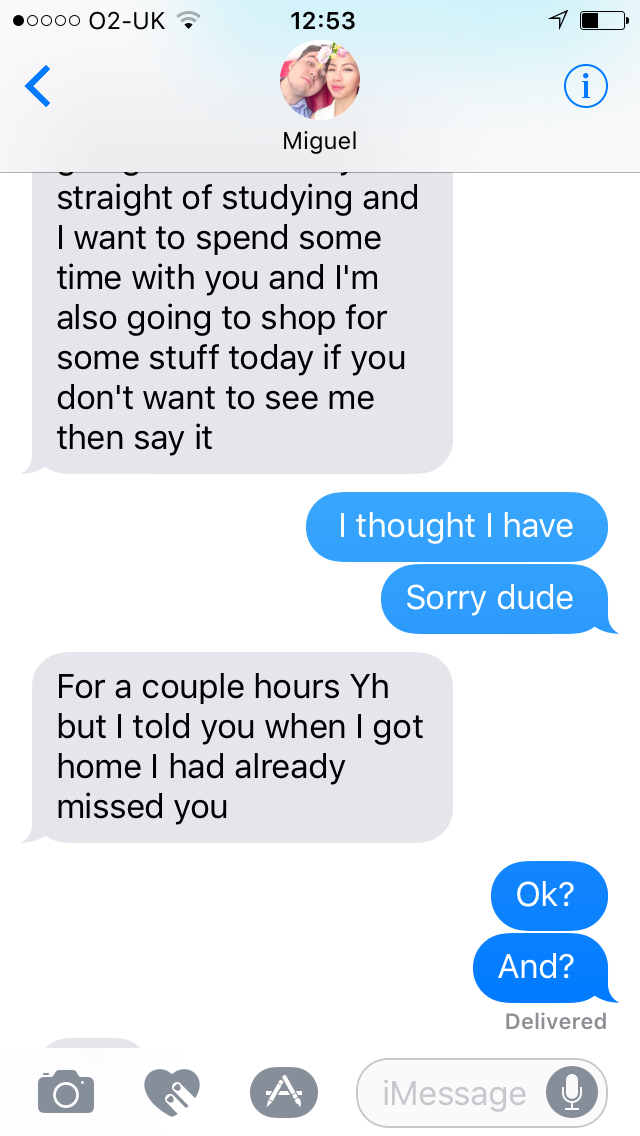 O2-UK 12:53
Miguel
straight of studying and
I want to spend some
time with you and I'm
also going to shop for
some stuff today if you
don't want to see me
then say it
I thought I have
Sorry dude
For a couple hours Yh
but I told you when I got
home I had already
missed you
Ok?
And?
Delivered
iMessage